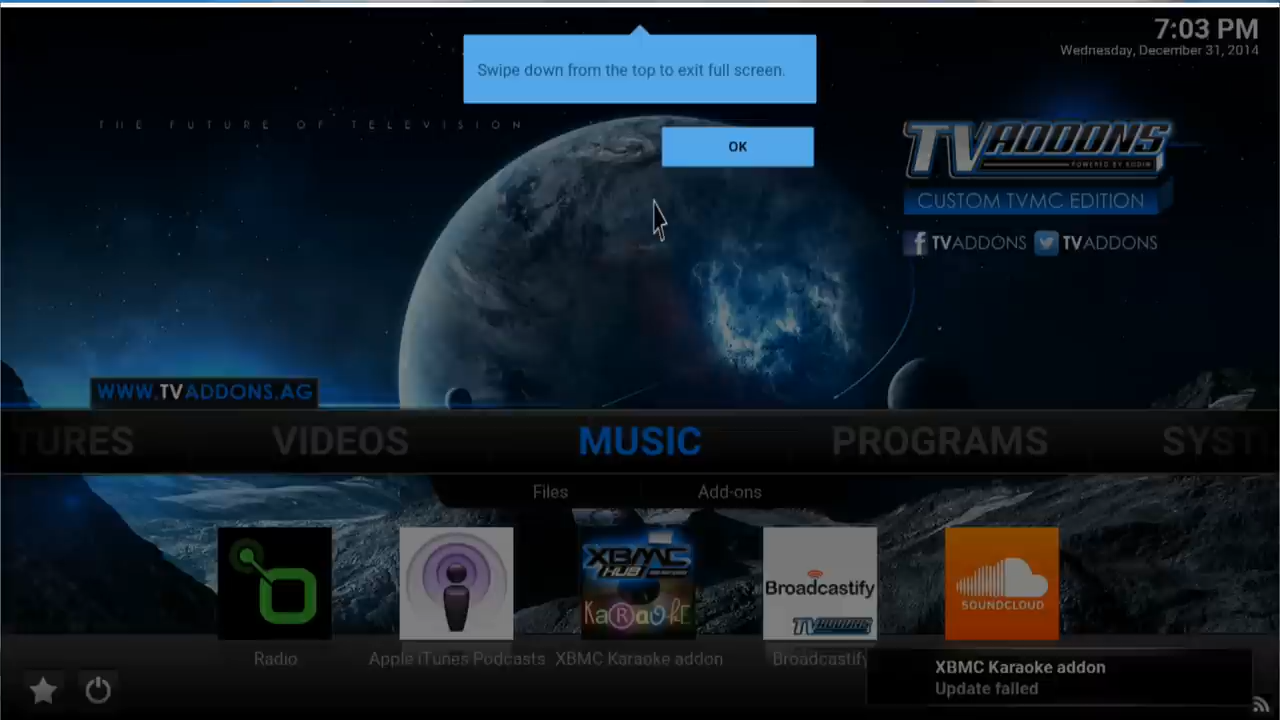 7:03 PM
Wednesday, December 31, 2014
Swipe down from the top to exit full screen.
OK
THE FUTURE OF TELEVISION
TVADDONS
POWERED BY KODI
CUSTOM TVMC EDITION
TVADDONS TVADDONS
WWW.TVADDONS.AG
TURES VIDEOS MUSIC PROGRAMS SYST
Files Add-ons
XBMC
HUB
KaRaoKE
Broadcastify
TVADDONS
SOUNDCLOUD
Radio Apple iTunes Podcasts XBMC Karaoke addon Broadcastify
XBMC Karaoke addon
Update failed